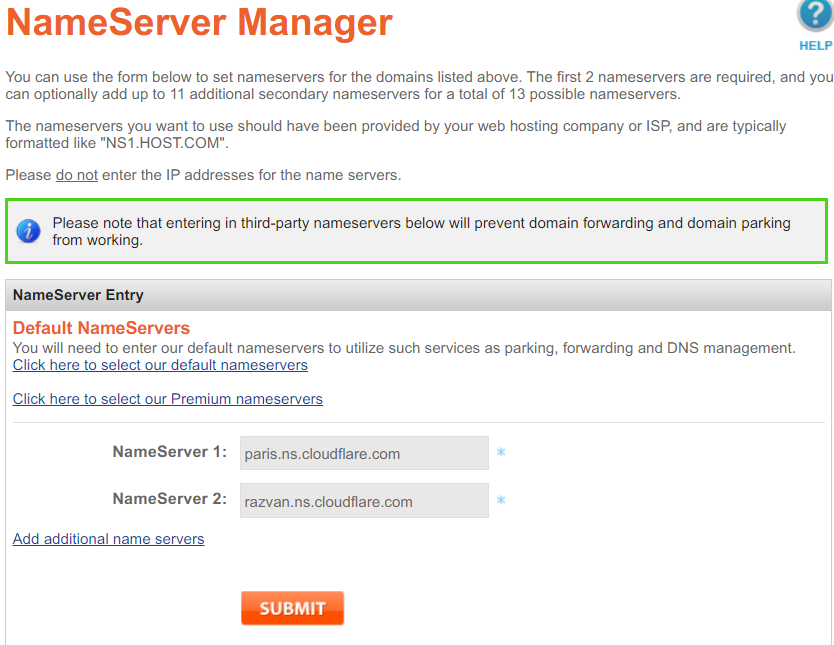 NameServer Manager
?
HELP
You can use the form below to set nameservers for the domains listed above. The first 2 nameservers are required, and you
can optionally add up to 11 additional secondary nameservers for a total of 13 possible nameservers.
The nameservers you want to use should have been provided by your web hosting company or ISP, and are typically
formatted like "NS1.HOST.COM".
Please do not enter the IP addresses for the name servers.
i
Please note that entering in third-party nameservers below will prevent domain forwarding and domain parking
from working.
NameServer Entry
Default NameServers
You will need to enter our default nameservers to utilize such services as parking, forwarding and DNS management.
Click here to select our default nameservers
Click here to select our Premium nameservers
NameServer 1: paris.ns.cloudflare.com *
NameServer 2: razvan.ns.cloudflare.com *
Add additional name servers
SUBMIT